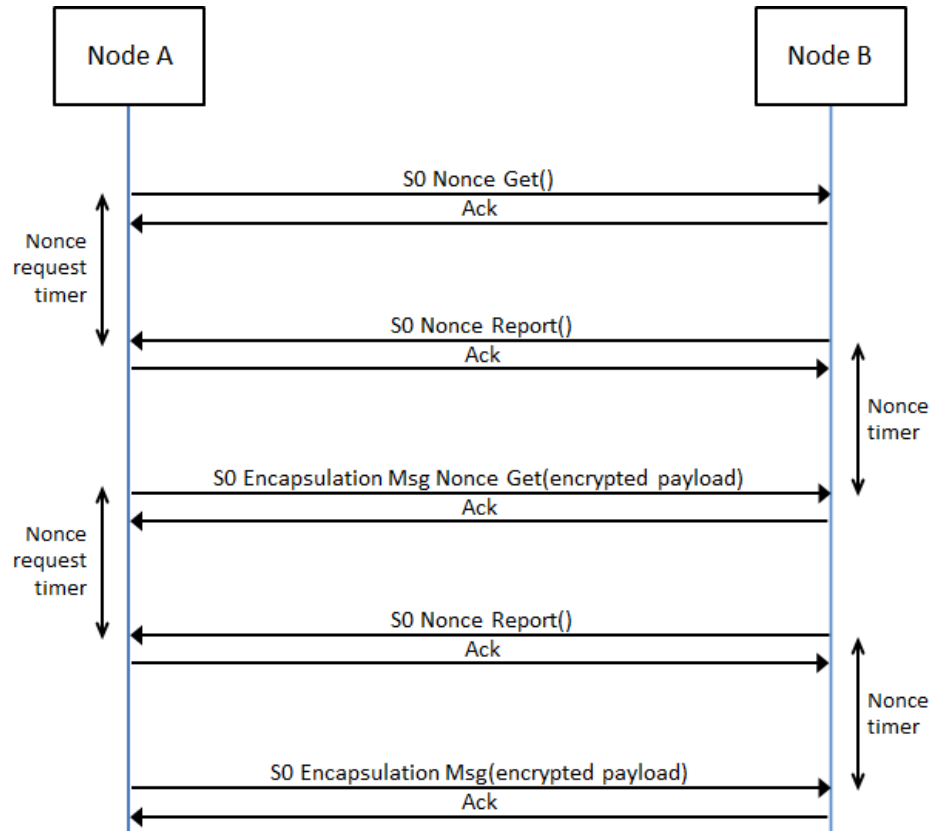 Node A
Node B
S0 Nonce Get()
Ack
Nonce
request
timer
S0 Nonce Report()
Ack
Nonce
timer
S0 Encapsulation Msg Nonce Get(encrypted payload)
Ack
Nonce
request
timer
S0 Nonce Report()
Ack
Nonce
timer
S0 Encapsulation Msg(encrypted payload)
Ack